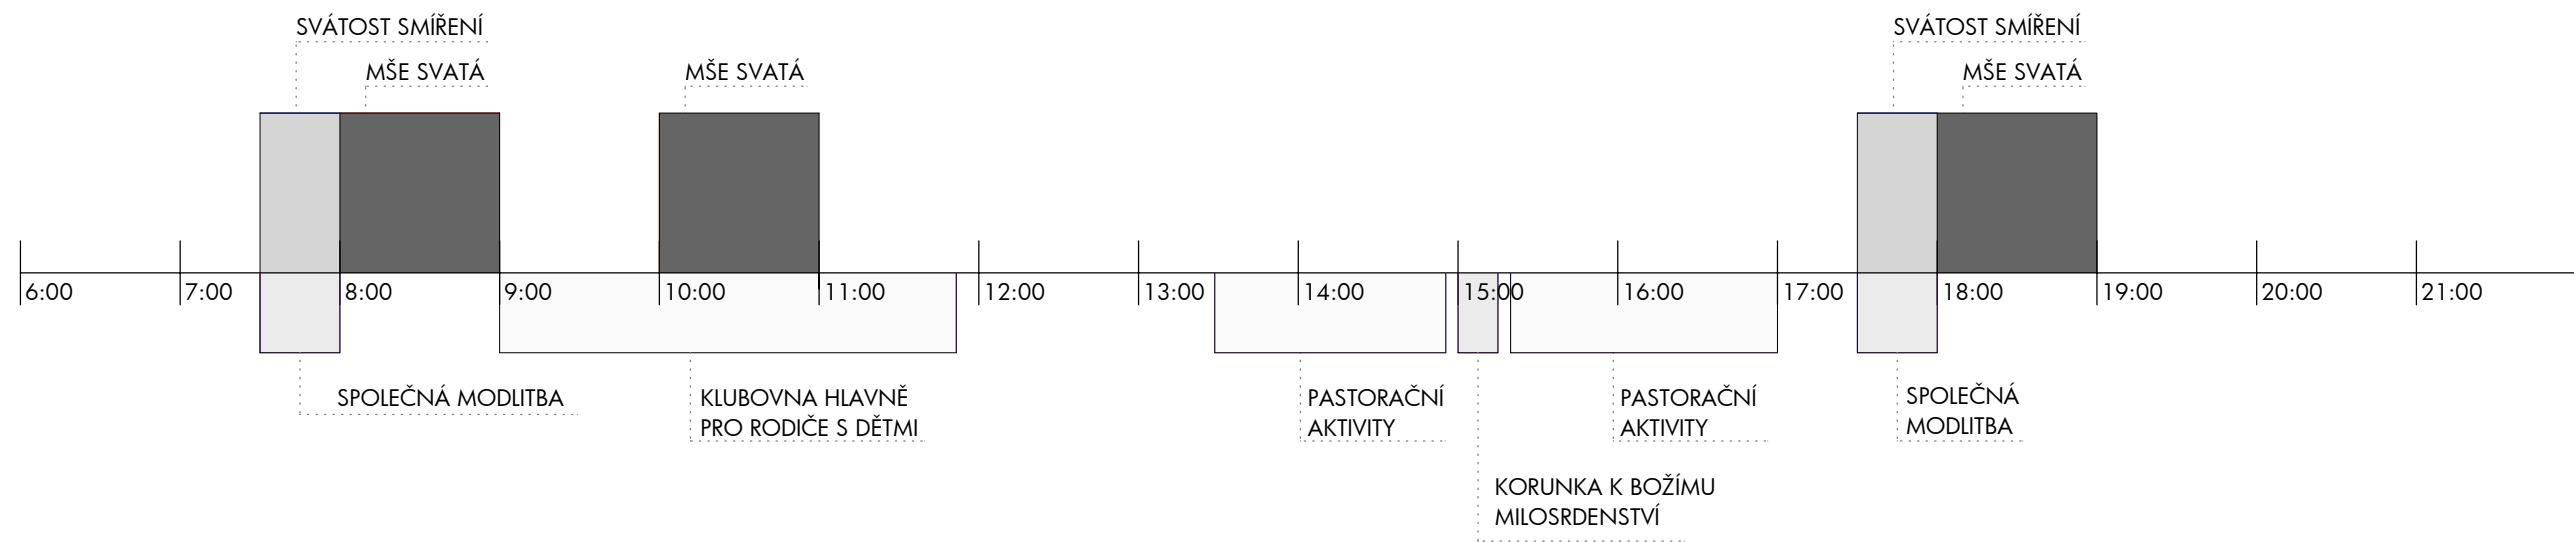 SVÁTOST SMÍŘENÍ
MŠE SVATÁ
MŠE SVATÁ
SVÁTOST SMÍŘENÍ
MŠE SVATÁ
6:00 7:00 8:00 9:00 10:00 11:00 12:00 13:00 14:00 15:00 16:00 17:00 18:00 19:00 20:00 21:00
SPOLEČNÁ MODLITBA
KLUBOVNA HLAVNĚ
PRO RODIČE S DĚTMI
PASTORAČNÍ
AKTIVITY
KORUNKA K BOŽÍMU
MILOSRDENSTVÍ
PASTORAČNÍ
AKTIVITY
SPOLEČNÁ
MODLITBA